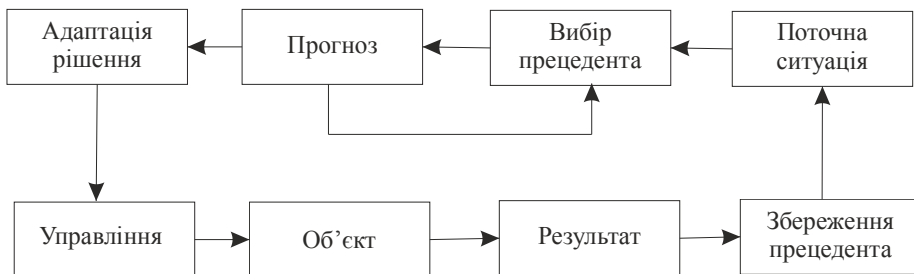 Адаптація
рішення
Прогноз
Вибір
прецедента
Поточна
ситуація
Управління
Об’єкт
Результат
Збереження
прецедента